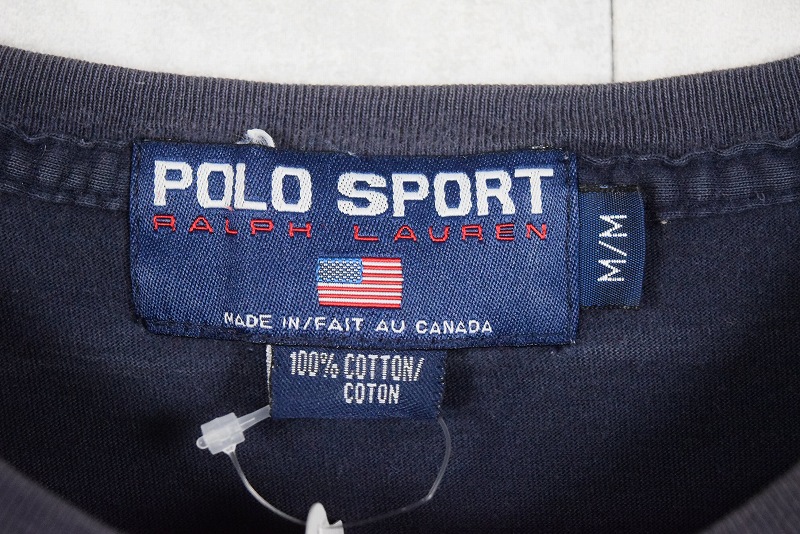 POLO SPORT
RALPH LAUREN
M/M
MADE IN/FAIT AU CANADA
100% COTTON/
COTON